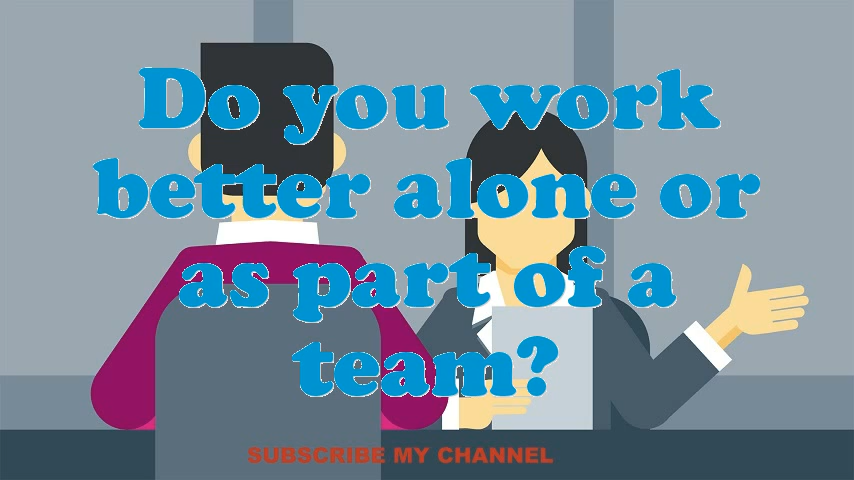 Do you work
better alone or
as part of a
team?
SUBSCRIBE MY CHANNEL